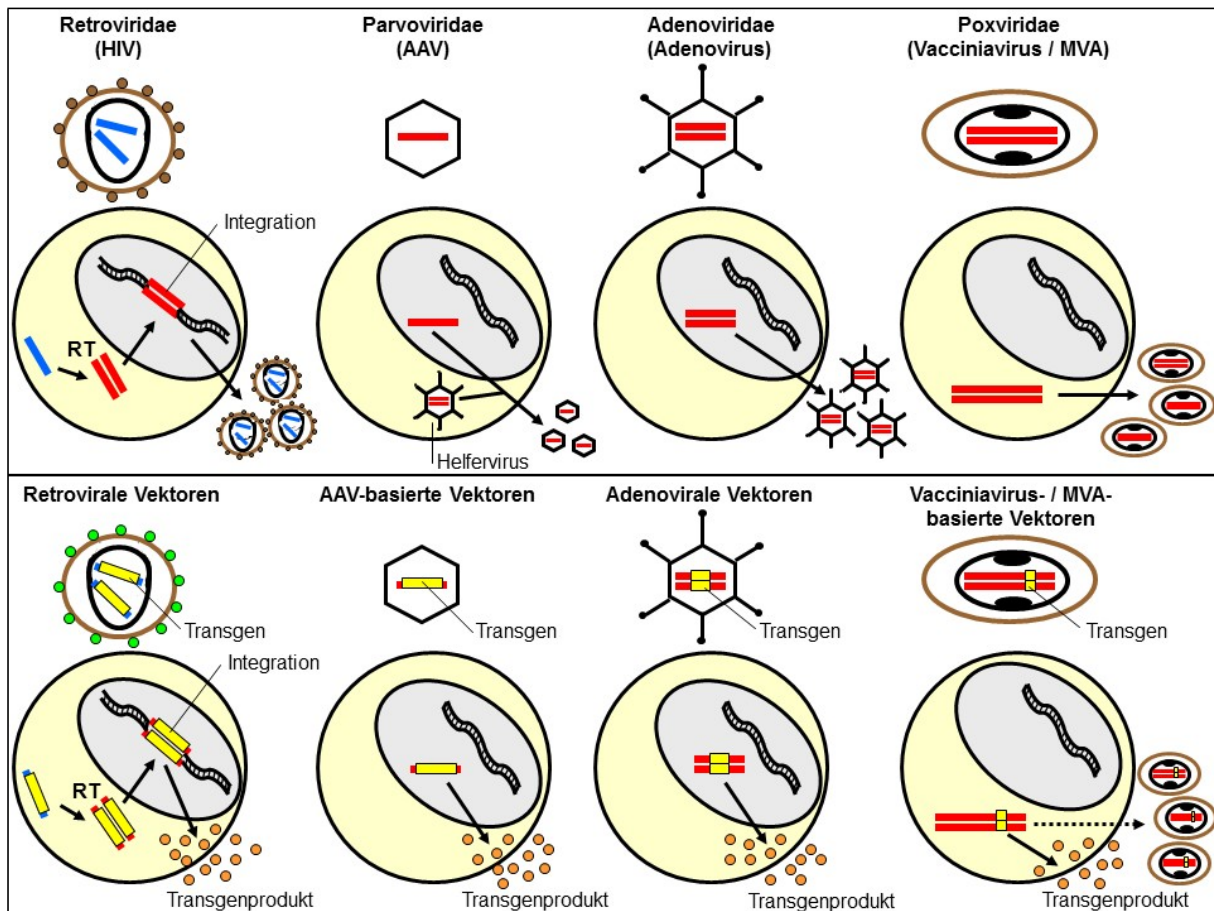 Retroviridae
(HIV)
Parvoviridae
(AAV)
Adenoviridae
(Adenovirus)
Poxviridae
(Vacciniavirus / MVA)
Integration
RT
Helfervirus
Retrovirale Vektoren
AAV-basierte Vektoren
Adenovirale Vektoren
Vacciniavirus- / MVA-
basierte Vektoren
Transgen
Transgen
Transgen
Transgen
Integration
RT
Transgenprodukt
Transgenprodukt
Transgenprodukt
Transgenprodukt